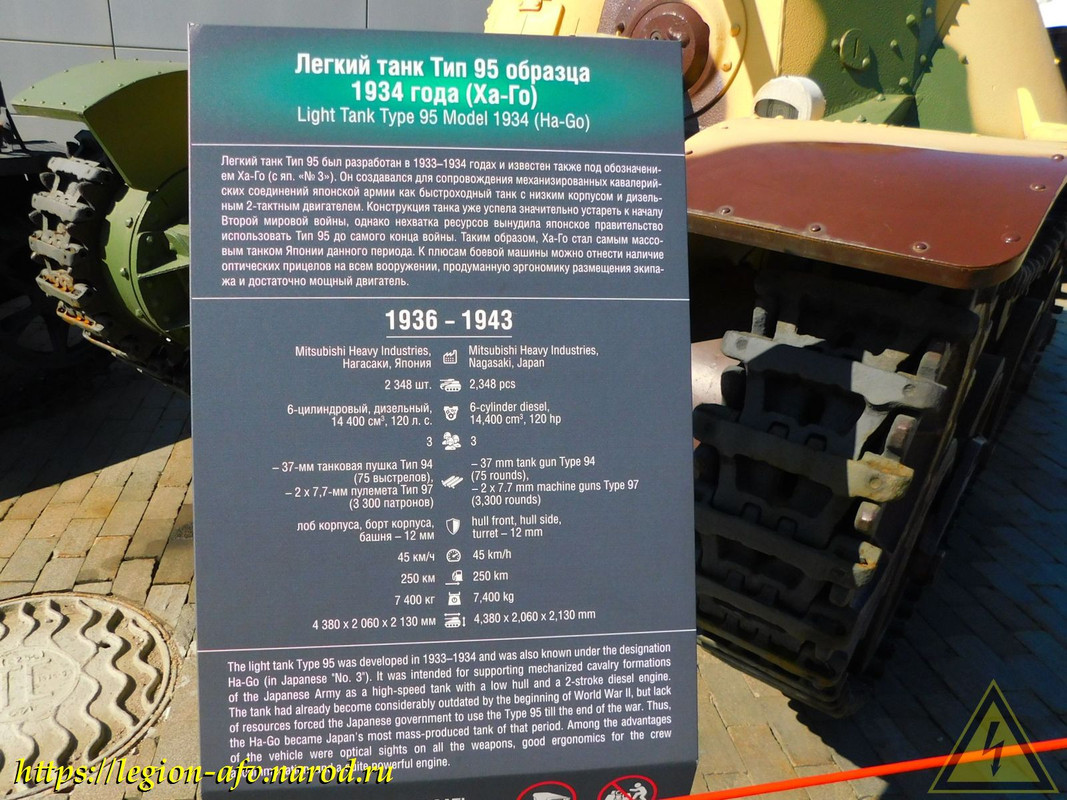 Легкий танк Тип 95 образца
1934 года (Ха-Го)
Light Tank Type 95 Model 1934 (Ha-Go)
Легкий танк Тип 95 был разработан в 1933–1934 годах и известен также под обозначени-
ем Ха-Го (с яп. «№ 3»). Он создавался для сопровождения механизированных кавалерий-
ских соединений японской армии как быстроходный танк с низким корпусом и дизель-
ным 2-тактным двигателем. Конструкция танка уже успела значительно устареть к началу
Второй мировой войны, однако нехватка ресурсов вынудила японское правительство
использовать Тип 95 до самого конца войны. Таким образом, Ха-Го стал самым массо-
вым танком Японии данного периода. К плюсам боевой машины можно отнести наличие
оптических прицелов на всем вооружении, продуманную эргономику размещения экипа-
жа и достаточно мощный двигатель.
1936 – 1943
Mitsubishi Heavy Industries, Mitsubishi Heavy Industries,
Нагасаки, Япония Nagasaki, Japan
2 348 шт. 2,348 pcs
6-цилиндровый, дизельный, 6-cylinder diesel,
14 400 см³, 120 л. с. 14,400 cm³, 120 hp
3 3
– 37-мм танковая пушка Тип 94 – 37 mm tank gun Type 94
(75 выстрелов), (75 rounds),
– 2 х 7,7-мм пулемета Тип 97 – 2 x 7.7 mm machine guns Type 97
(3 300 патронов) (3,300 rounds)
лоб корпуса, борт корпуса, hull front, hull side,
башня – 12 мм turret – 12 mm
45 км/ч 45 km/h
250 км 250 km
7 400 кг 7,400 kg
4 380 х 2 060 х 2 130 мм 4,380 x 2,060 x 2,130 mm
The light tank Type 95 was developed in 1933–1934 and was also known under the designation
Ha-Go (in Japanese "No. 3"). It was intended for supporting mechanized cavalry formations
of the Japanese Army as a high-speed tank with a low hull and a 2-stroke diesel engine.
The tank had already become considerably outdated by the beginning of World War II, but lack
of resources forced the Japanese government to use the Type 95 till the end of the war. Thus,
the Ha-Go became Japan's most mass-produced tank of that period. Among the advantages
of the vehicle were optical sights on all the weapons, good ergonomics for the crew
quite powerful engine.
https://legion-afv.narod.ru